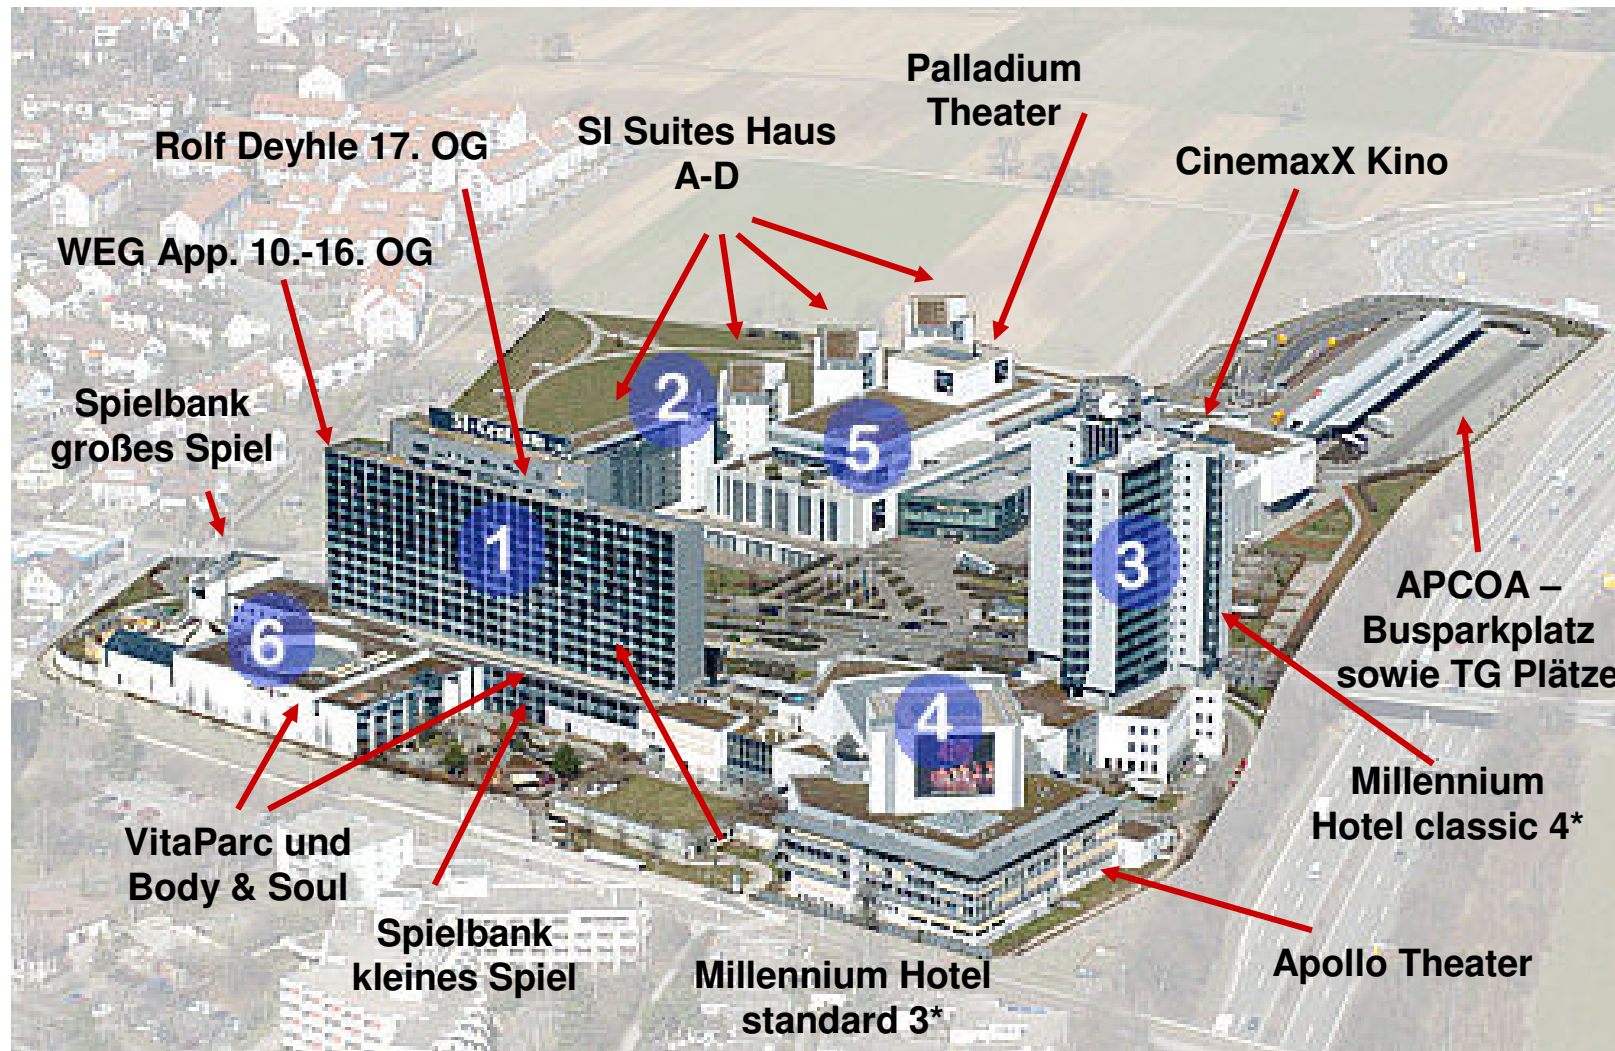 Palladium
Theater
Rolf Deyhle 17. OG
SI Suites Haus
A-D
CinemaxX Kino
WEG App. 10.-16. OG
Spielbank
großes Spiel
2
5
1
3
6
4
APCOA –
Busparkplatz
sowie TG Plätze
Millennium
Hotel classic 4*
VitaParc und
Body & Soul
Spielbank
kleines Spiel
Millennium Hotel
standard 3*
Apollo Theater